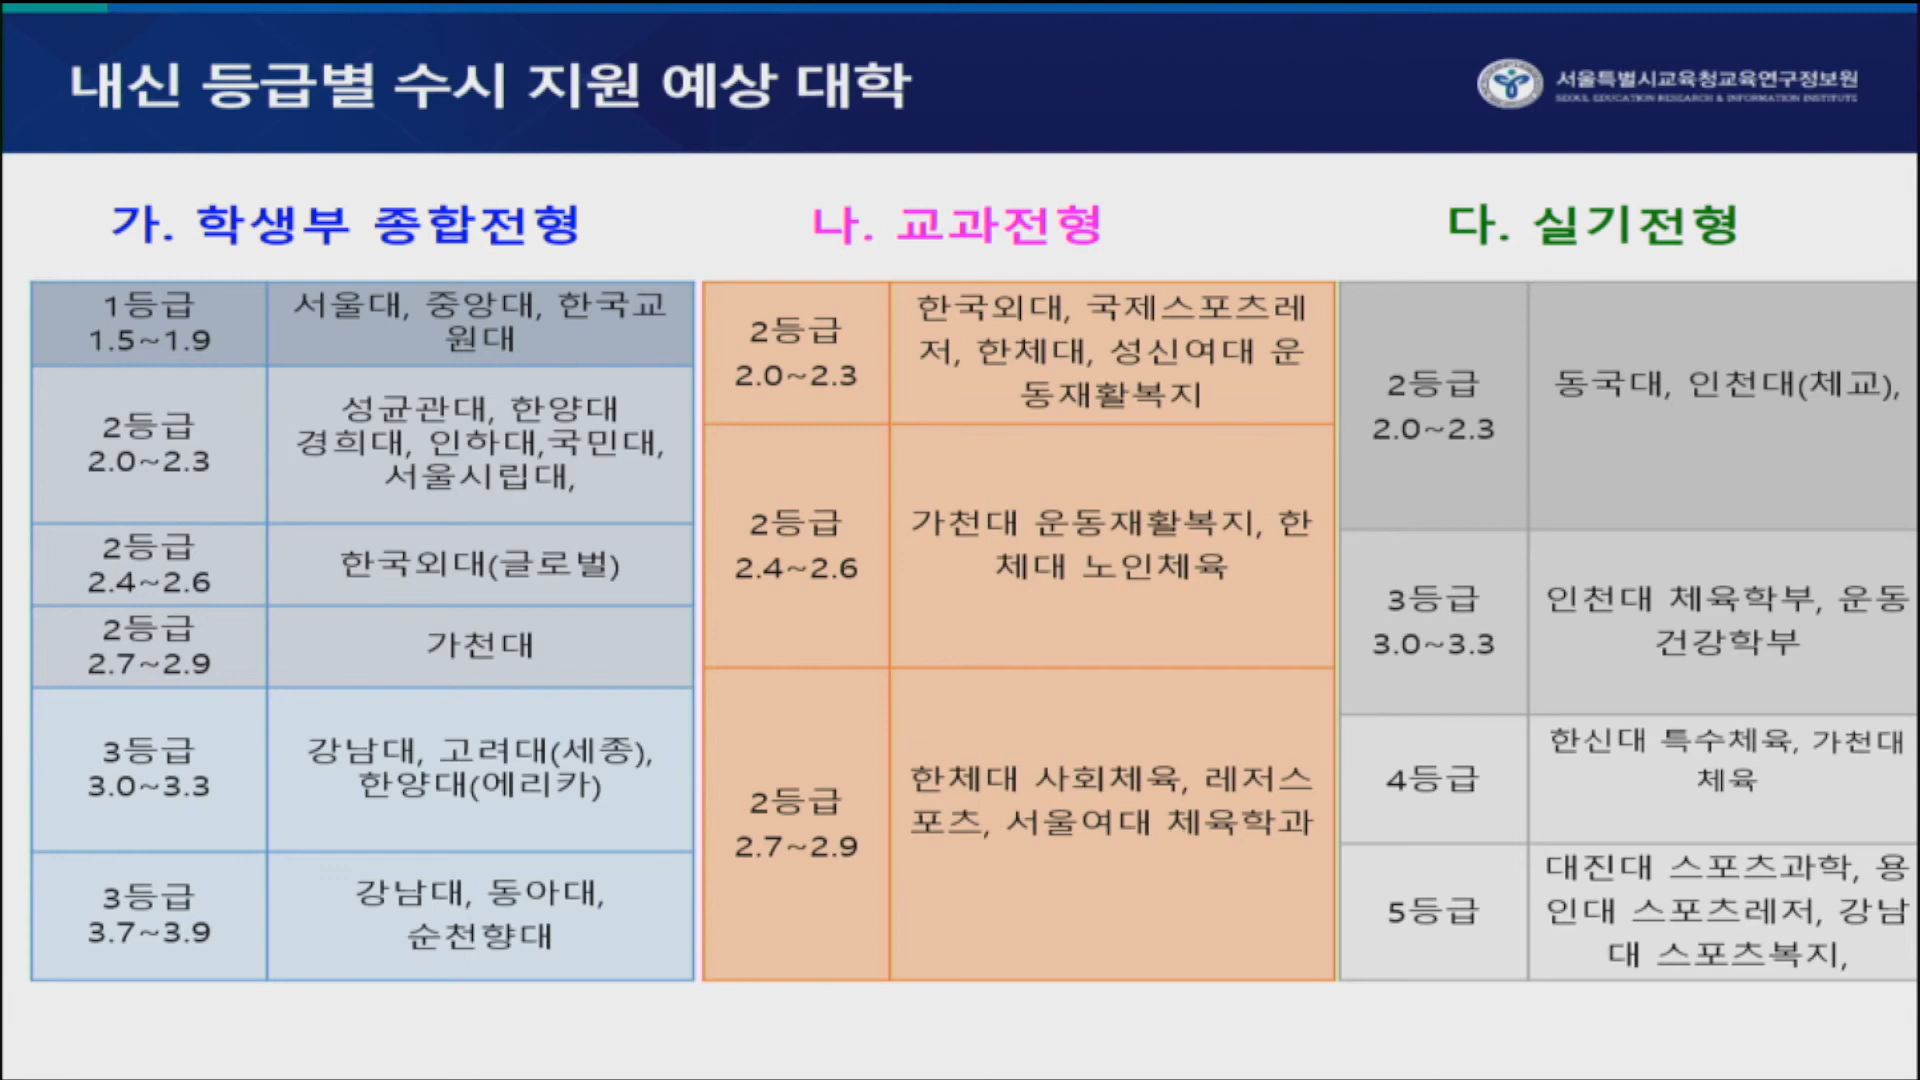 내신 등급별 수시 지원 예상 대학
서울특별시교육청교육연구정보원
SEOUL EDUCATION RESEARCH & INFORMATION INSTITUTE
가. 학생부 종합전형
1등급
1.5~1.9
서울대, 중앙대, 한국교
원대
2등급
2.0~2.3
성균관대, 한양대
경희대, 인하대,국민대,
서울시립대,
2등급
2.4~2.6
한국외대(글로벌)
2등급
2.7~2.9
가천대
3등급
3.0~3.3
강남대, 고려대(세종),
한양대(에리카)
3등급
3.7~3.9
강남대, 동아대,
순천향대
나. 교과전형
2등급
2.0~2.3
한국외대, 국제스포츠레
저, 한체대, 성신여대 운
동재활복지
2등급
2.4~2.6
가천대 운동재활복지, 한
체대 노인체육
2등급
2.7~2.9
한체대 사회체육, 레저스
포츠, 서울여대 체육학과
다. 실기전형
2등급
2.0~2.3
동국대, 인천대(체교),
3등급
3.0~3.3
인천대 체육학부, 운동
건강학부
4등급
한신대 특수체육, 가천대
체육
5등급
대진대 스포츠과학, 용
인대 스포츠레저, 강남
대 스포츠복지,